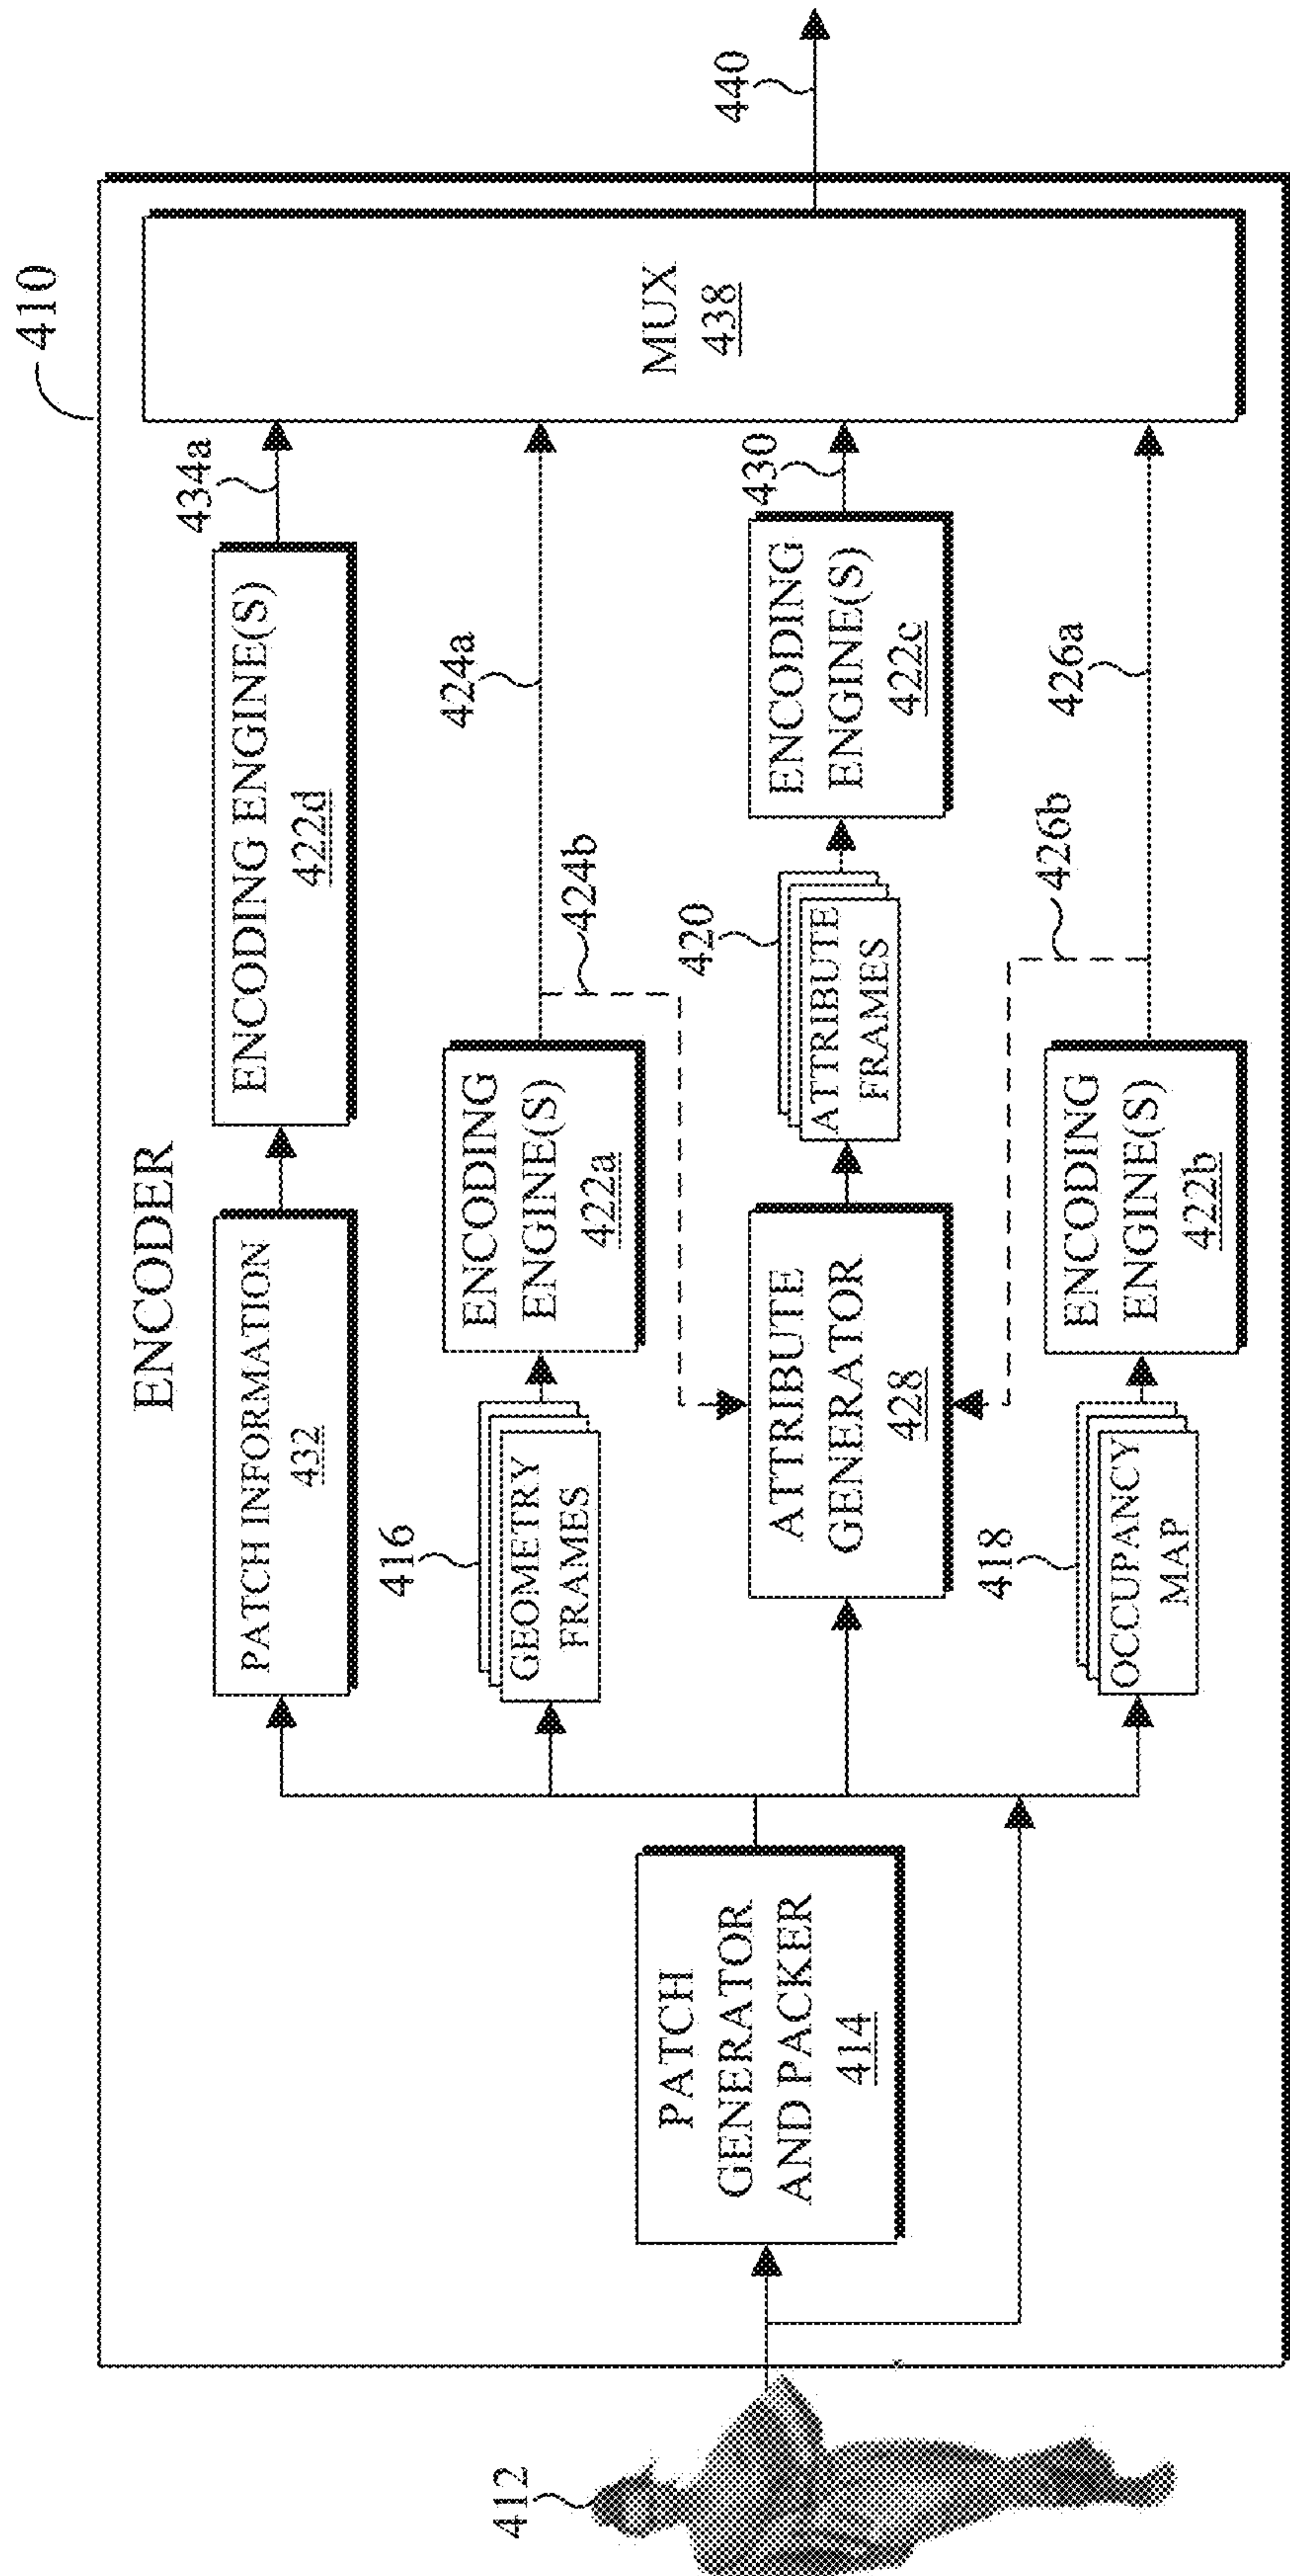 410
ENCODER
412
PATCH
GENERATOR
AND PACKER
414
PATCH INFORMATION
432
ENCODING ENGINE(S)
422d
434a
416
GEOMETRY
FRAMES
ENCODING
ENGINE(S)
422a
424a
424b
ATTRIBUTE
GENERATOR
428
420
ATTRIBUTE
FRAMES
ENCODING
ENGINE(S)
422c
430
418
OCCUPANCY
MAP
ENCODING
ENGINE(S)
422b
426b
426a
MUX
438
440